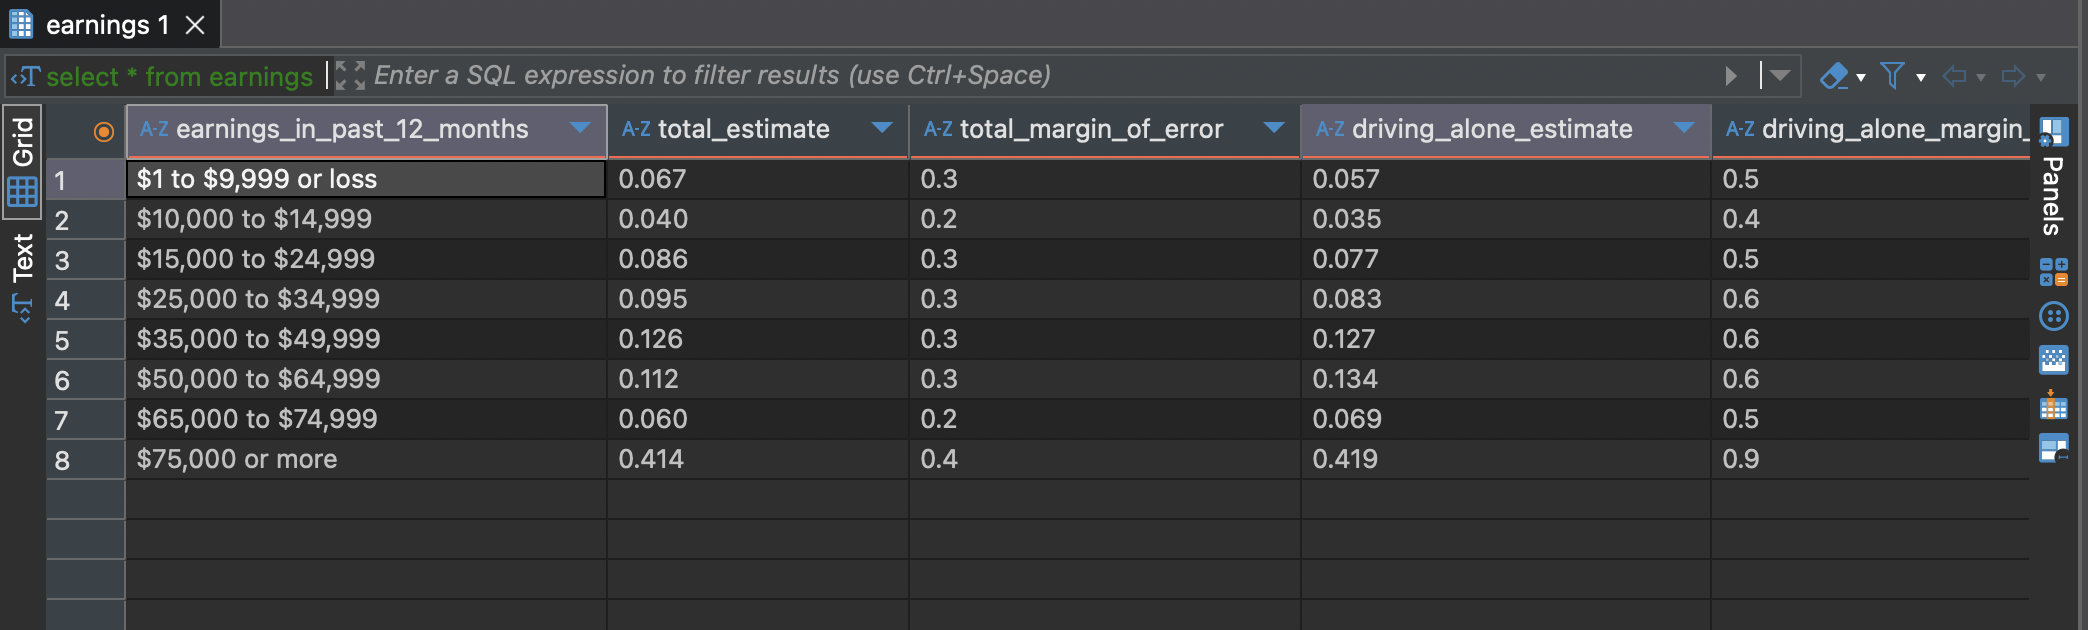 earnings 1
select * from earnings Enter a SQL expression to filter results (use Ctrl+Space)
Grid
Text
Panels
A-Z earnings_in_past_12_months A-Z total_estimate A-Z total_margin_of_error A-Z driving_alone_estimate A-Z driving_alone_margin_
1 $1 to $9,999 or loss 0.067 0.3 0.057 0.5
2 $10,000 to $14,999 0.040 0.2 0.035 0.4
3 $15,000 to $24,999 0.086 0.3 0.077 0.5
4 $25,000 to $34,999 0.095 0.3 0.083 0.6
5 $35,000 to $49,999 0.126 0.3 0.127 0.6
6 $50,000 to $64,999 0.112 0.3 0.134 0.6
7 $65,000 to $74,999 0.060 0.2 0.069 0.5
8 $75,000 or more 0.414 0.4 0.419 0.9